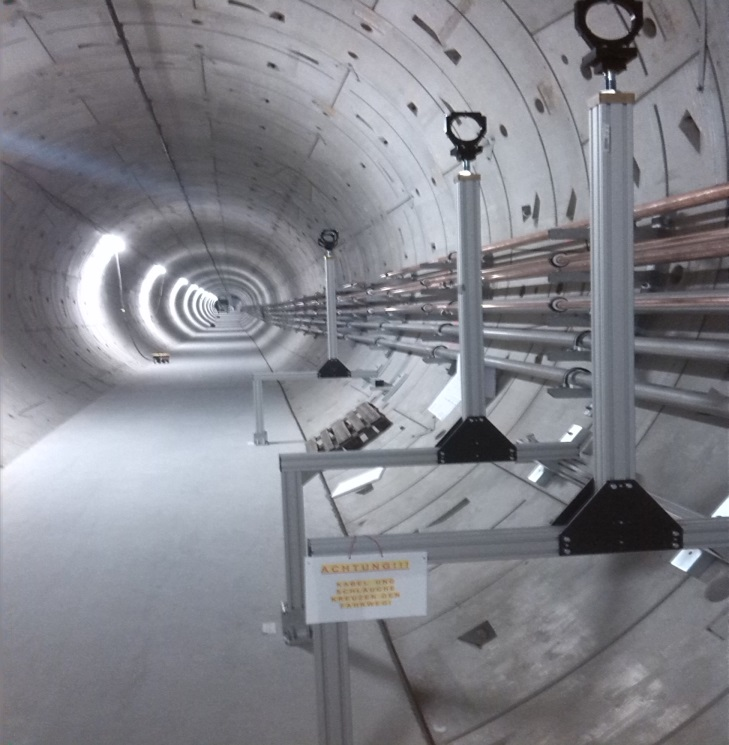 ACHTUNG!!!
KABEL UND
SCHLÄUCHE
KREUZEN DEN
FAHRWEG!